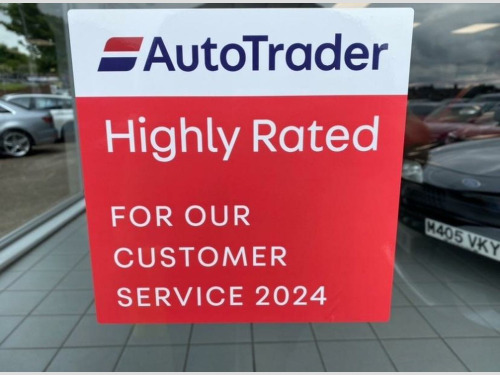 AutoTrader
Highly Rated
FOR OUR
CUSTOMER
SERVICE 2024
M405 VKY